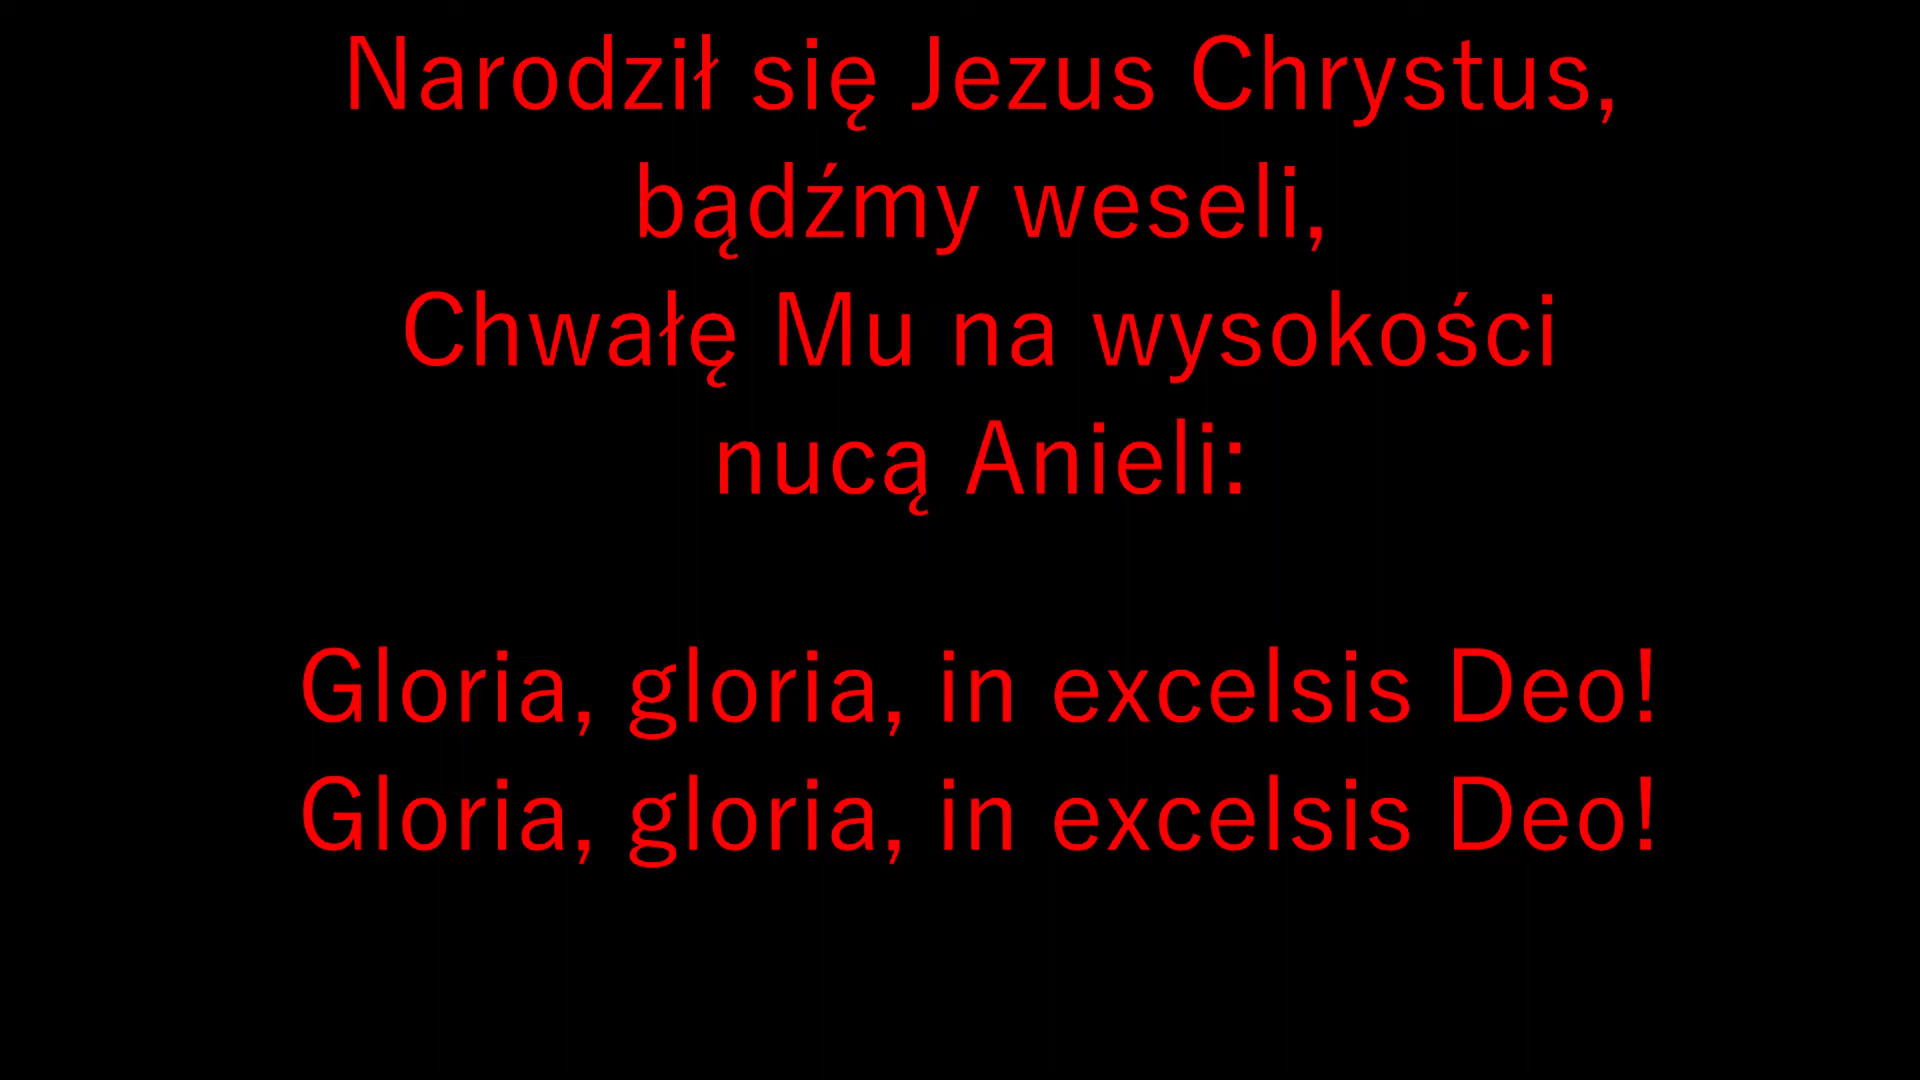 Narodził się Jezus Chrystus,
bądźmy weseli,
Chwałę Mu na wysokości
nucą Anieli:
Gloria, gloria, in excelsis Deo!
Gloria, gloria, in excelsis Deo!